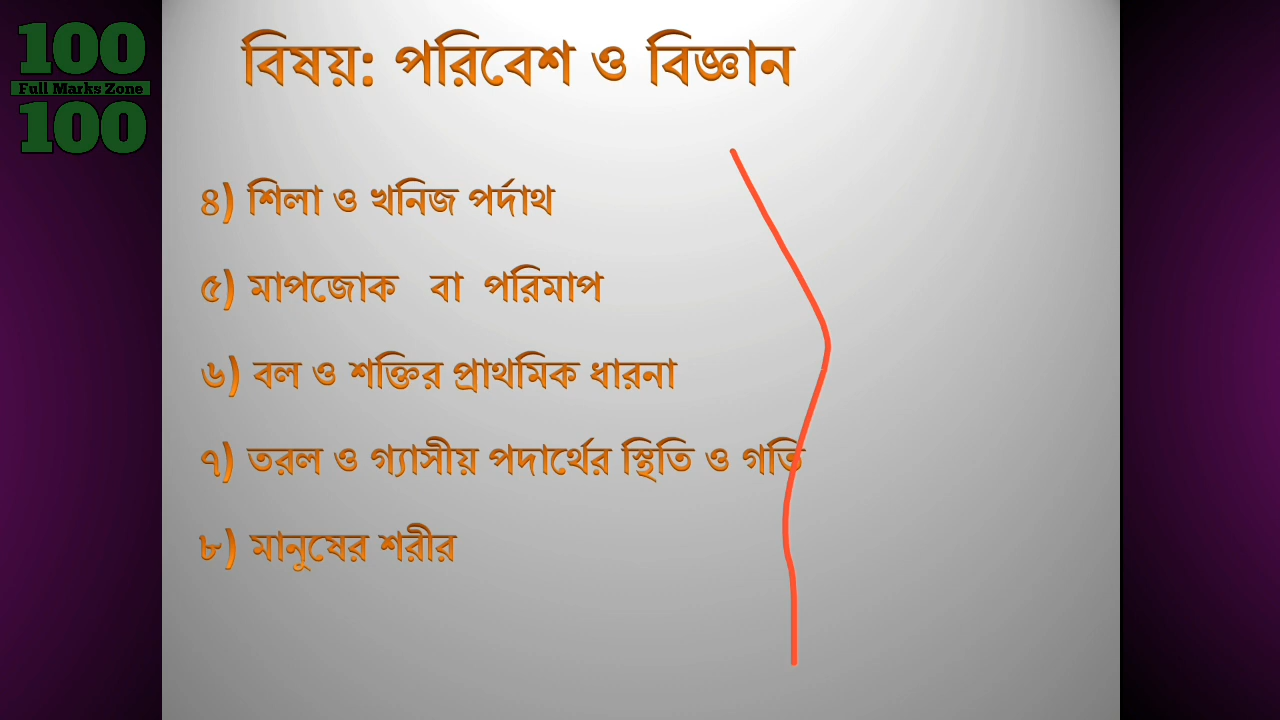 100
Full Marks Zone
100
বিষয়: পরিবেশ ও বিজ্ঞান
৪) শিলা ও খনিজ পর্দাথ
৫) মাপজোক বা পরিমাপ
৬) বল ও শক্তির প্রাথমিক ধারনা
৭) তরল ও গ্যাসীয় পদার্থের স্থিতি ও গতি
৮) মানুষের শরীর